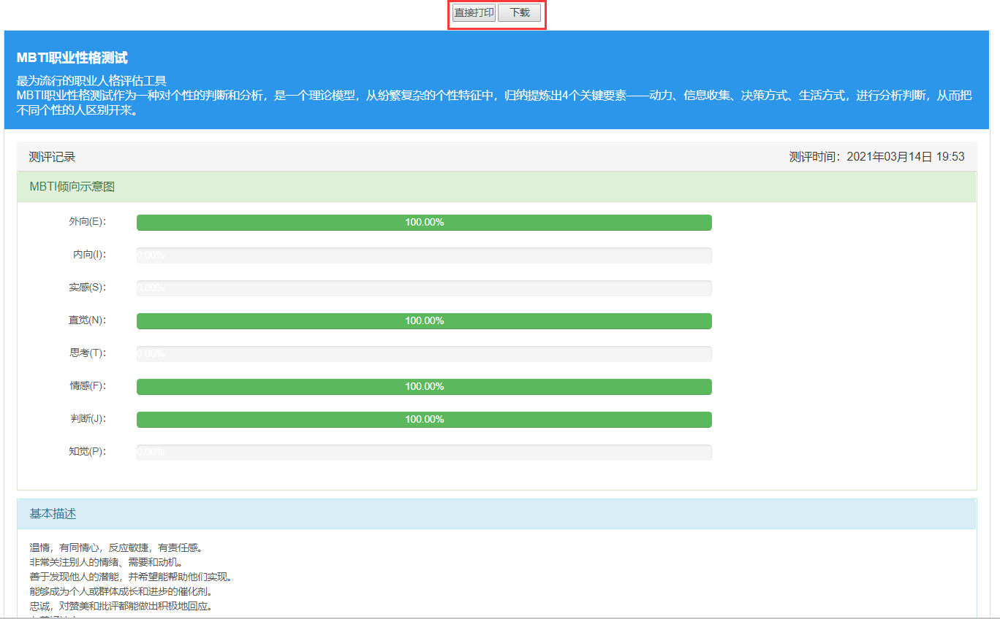 直接打印 下载
MBTI职业性格测试
最为流行的职业人格评估工具
MBTI职业性格测试作为一种对个性的判断和分析，是一个理论模型，从纷繁复杂的个性特征中，归纳提炼出4个关键要素——动力、信息收集、决策方式、生活方式，进行分析判断，从而把
不同个性的人区别开来。
测评记录 测评时间：2021年03月14日 19:53
MBTI倾向示意图
外向(E)： 100.00%
内向(I)： 0.00%
实感(S)： 0.00%
直觉(N)： 100.00%
思考(T)： 0.00%
情感(F)： 100.00%
判断(J)： 100.00%
知觉(P)： 0.00%
基本描述
温情，有同情心，反应敏捷，有责任感。
非常关注别人的情绪、需要和动机。
善于发现他人的潜能，并希望能帮助他们实现。
能够成为个人或群体成长和进步的催化剂。
忠诚，对赞美和批评都能做出积极地回应。